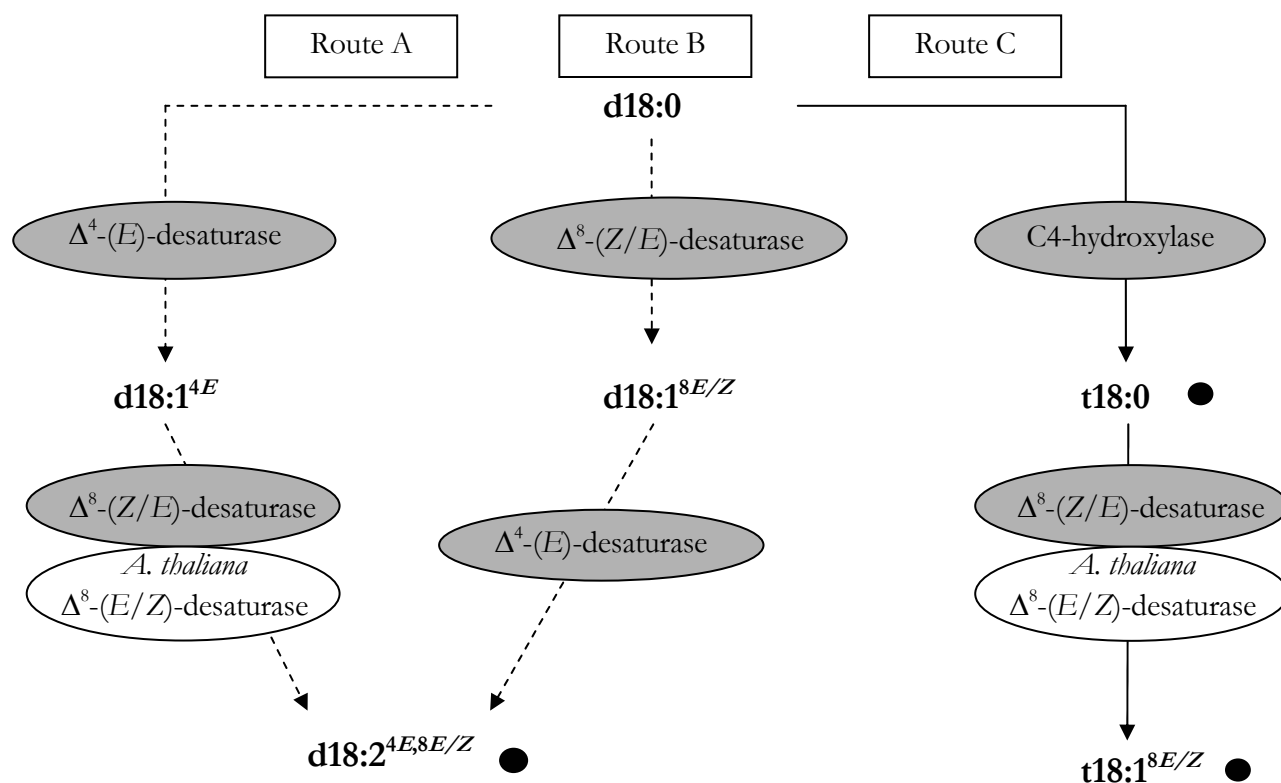 Route A
Route B
Route C
d18:0
Δ⁴-(E)-desaturase
Δ⁸-(Z/E)-desaturase
C4-hydroxylase
d18:1⁴ᴱ
d18:1⁸ᴱ/ᶻ
t18:0
Δ⁸-(Z/E)-desaturase
A. thaliana
Δ⁸-(E/Z)-desaturase
Δ⁴-(E)-desaturase
Δ⁸-(Z/E)-desaturase
A. thaliana
Δ⁸-(E/Z)-desaturase
d18:2⁴ᴱ,⁸ᴱ/ᶻ
t18:1⁸ᴱ/ᶻ